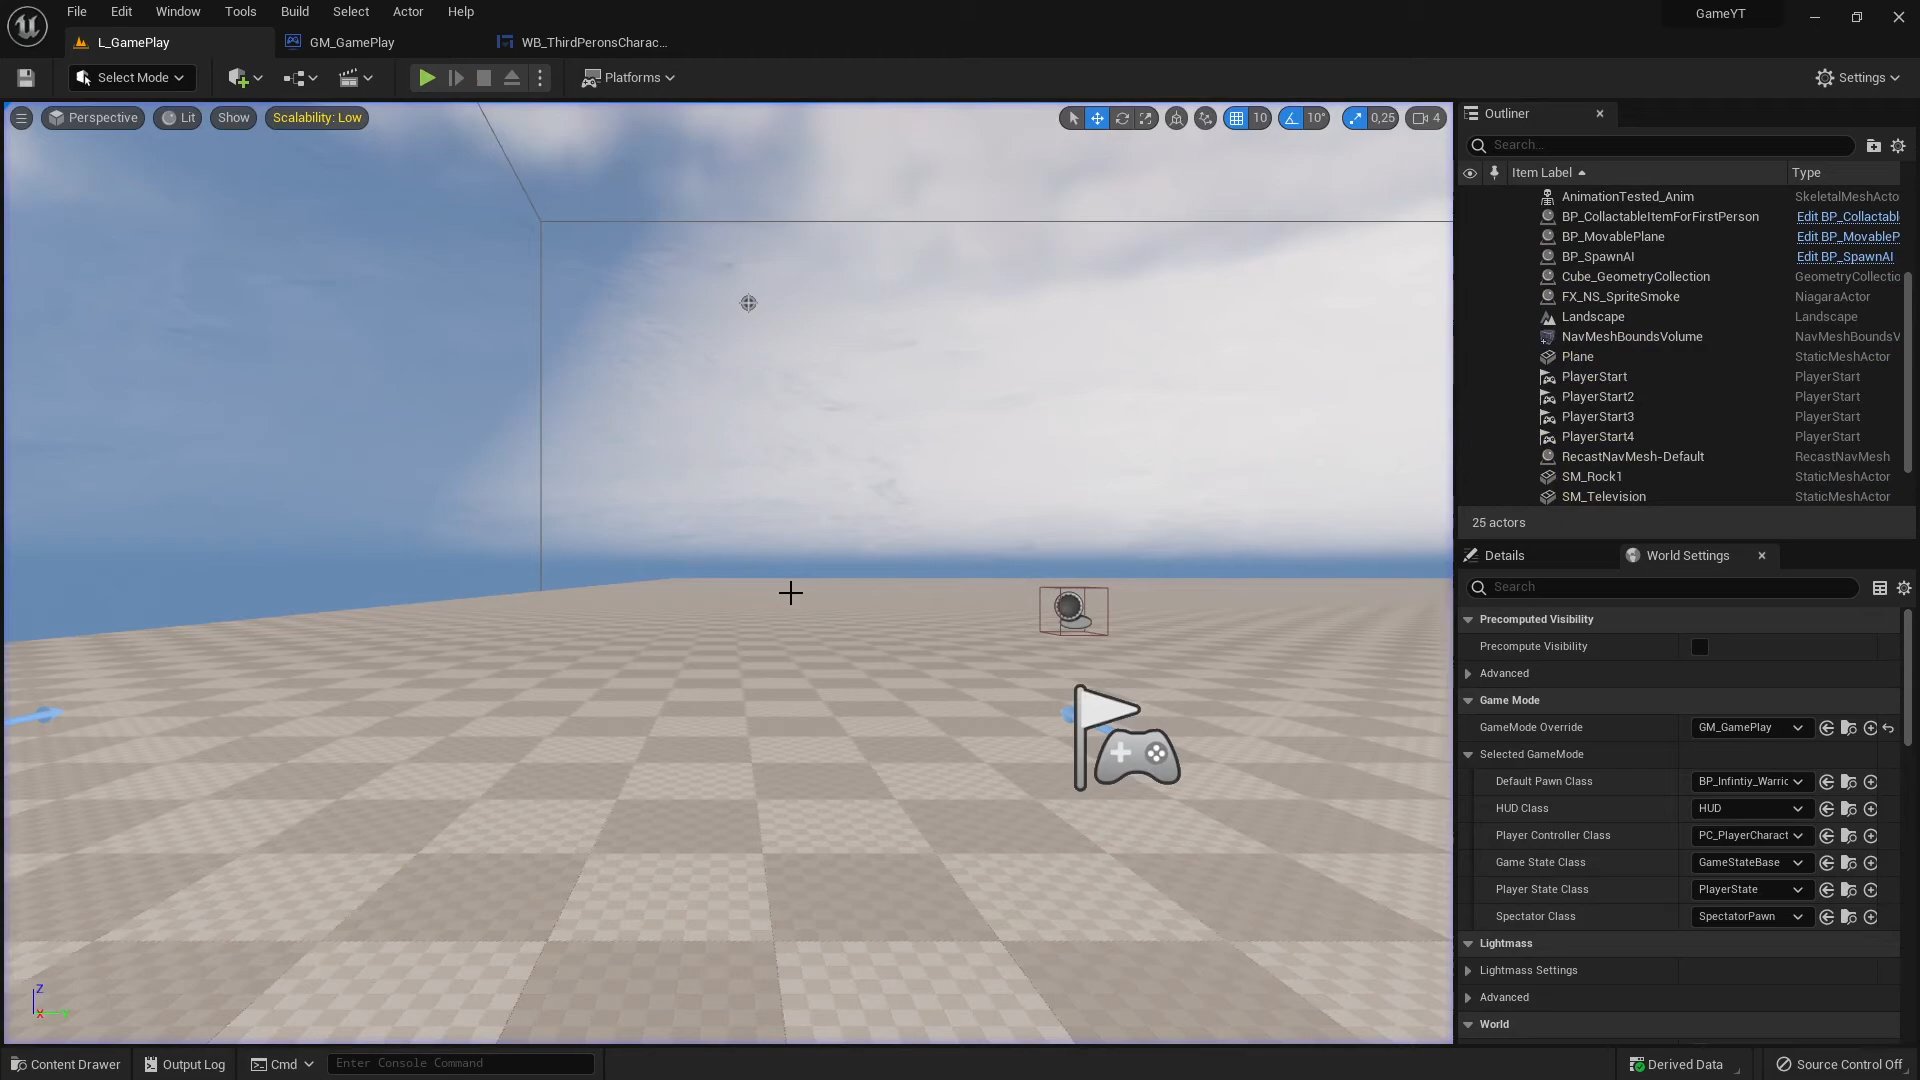 File Edit Window Tools Build Select Actor Help
GameYT
L_GamePlay
GM_GamePlay
WB_ThirdPeronsCharac...
Select Mode
Platforms
Settings
Perspective
Lit
Show
Scalability: Low
10
10°
0,25
4
Outliner
Search...
Item Label
Type
AnimationTested_Anim SkeletalMeshActo
BP_CollactableItemForFirstPerson Edit BP_Collactabl
BP_MovablePlane Edit BP_MovableP
BP_SpawnAI Edit BP_SpawnAI
Cube_GeometryCollection GeometryCollectio
FX_NS_SpriteSmoke NiagaraActor
Landscape Landscape
NavMeshBoundsVolume NavMeshBoundsV
Plane StaticMeshActor
PlayerStart PlayerStart
PlayerStart2 PlayerStart
PlayerStart3 PlayerStart
PlayerStart4 PlayerStart
RecastNavMesh-Default RecastNavMesh
SM_Rock1 StaticMeshActor
SM_Television StaticMeshActor
25 actors
Details
World Settings
Search
Precomputed Visibility
Precompute Visibility
Advanced
Game Mode
GameMode Override GM_GamePlay
Selected GameMode
Default Pawn Class BP_Infintiy_Warric
HUD Class HUD
Player Controller Class PC_PlayerCharact
Game State Class GameStateBase
Player State Class PlayerState
Spectator Class SpectatorPawn
Lightmass
Lightmass Settings
Advanced
World
Z
X
Content Drawer
Output Log
Cmd
Enter Console Command
Derived Data
Source Control Off